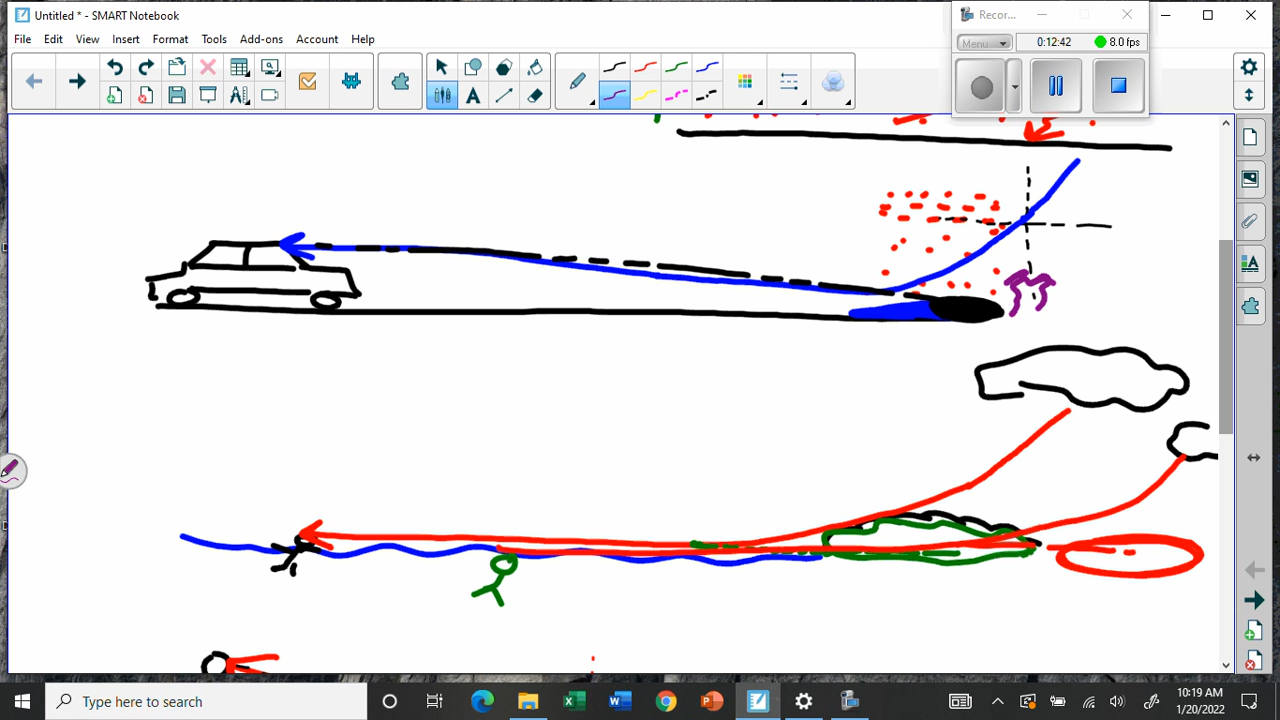 Untitled * - SMART Notebook
Recor...
File Edit View Insert Format Tools Add-ons Account Help
Menu 0:12:42 8.0 fps
A
A
Type here to search
10:19 AM
1/20/2022